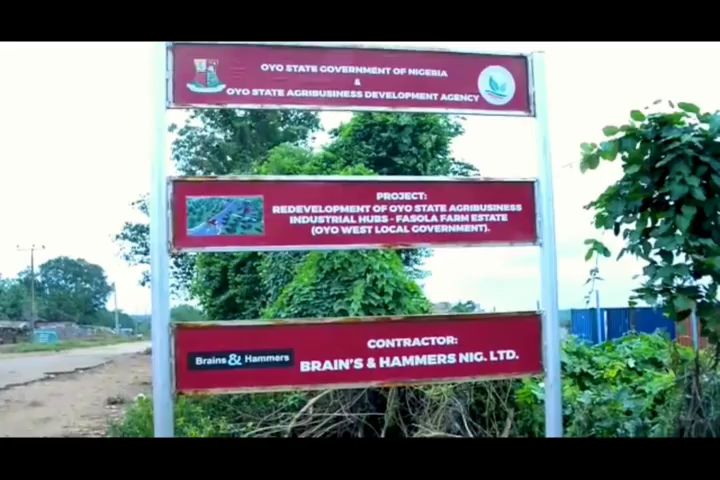 OYO STATE GOVERNMENT OF NIGERIA
&
OYO STATE AGRIBUSINESS DEVELOPMENT AGENCY
PROJECT:
REDEVELOPMENT OF OYO STATE AGRIBUSINESS
INDUSTRIAL HUBS - FASOLA FARM ESTATE
(OYO WEST LOCAL GOVERNMENT).
CONTRACTOR:
Brains & Hammers
BRAIN'S & HAMMERS NIG. LTD.